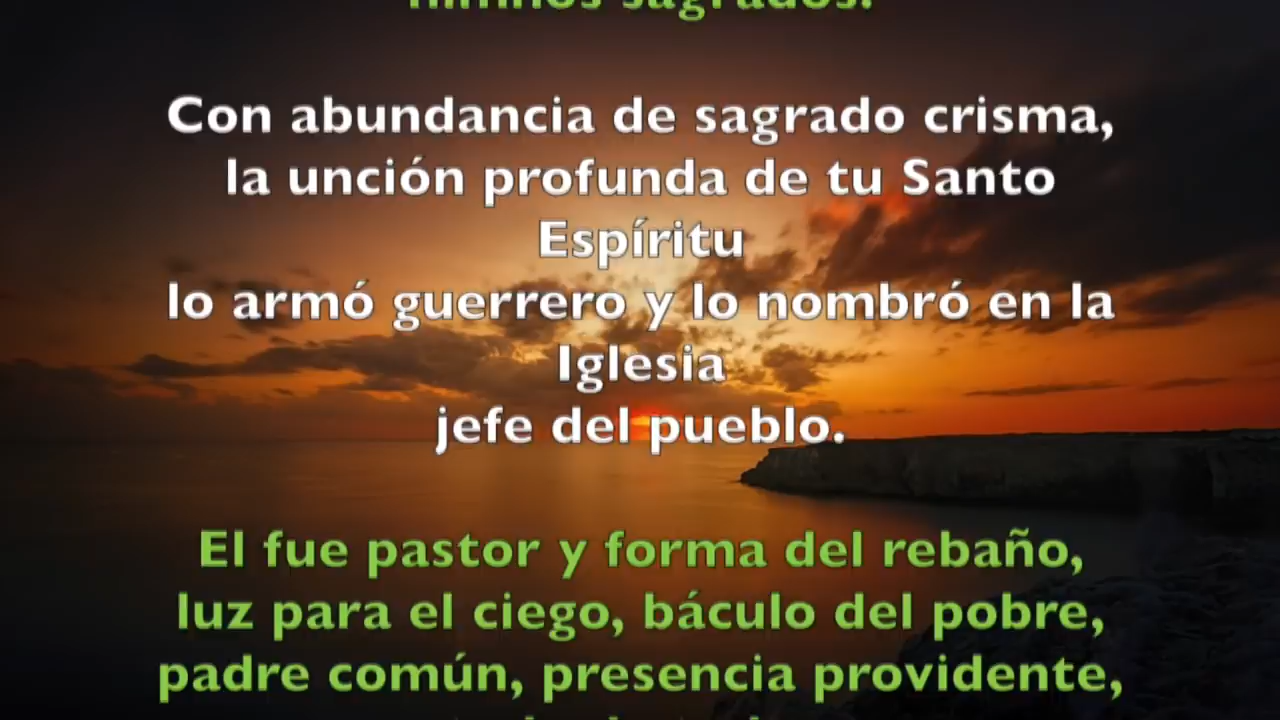 himnos sagrados.
Con abundancia de sagrado crisma,
la unción profunda de tu Santo
Espíritu
lo armó guerrero y lo nombró en la
Iglesia
jefe del pueblo.
El fue pastor y forma del rebaño,
luz para el ciego, báculo del pobre,
padre común, presencia providente,